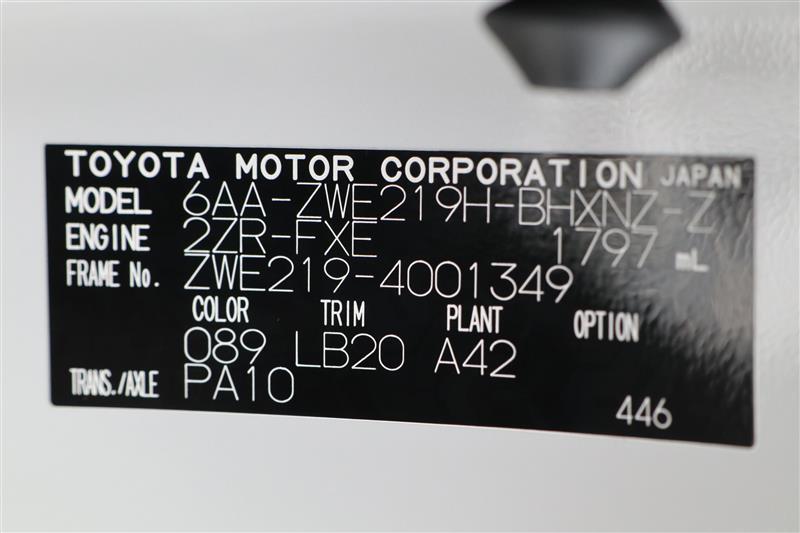 TOYOTA MOTOR CORPORATION JAPAN
MODEL 6AA-ZWE219H-BHXNZ-Z
ENGINE 2ZR-FXE 1797 mL
FRAME No. ZWE219-4001349
COLOR TRIM PLANT OPTION
089 LB20 A42
TRANS./AXLE PA10
446